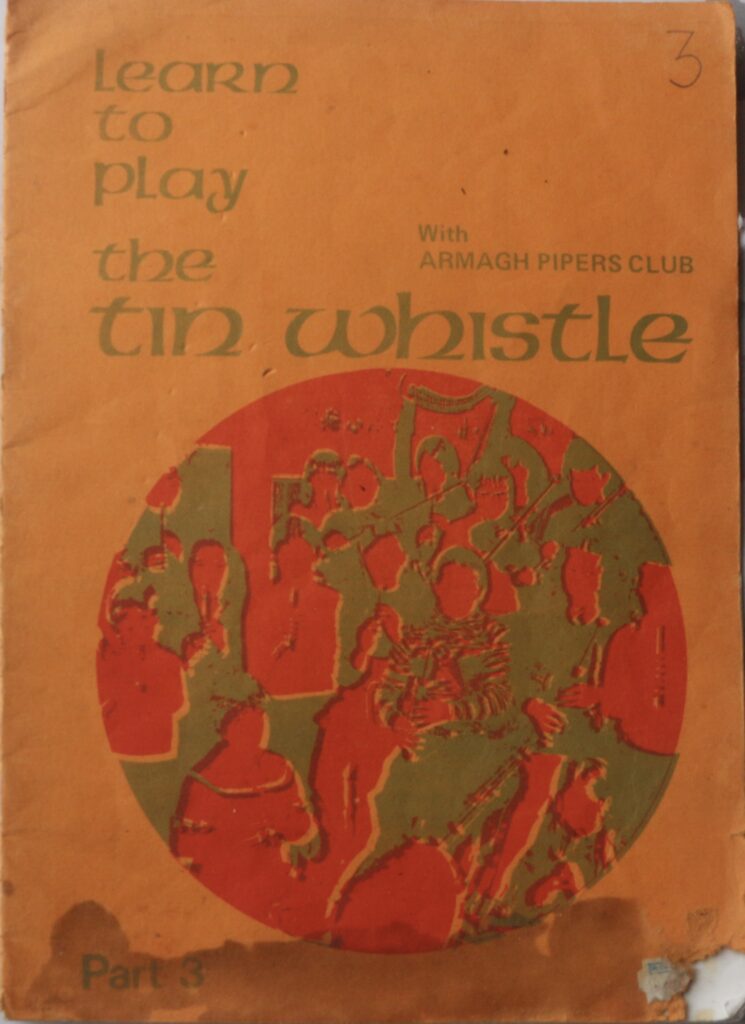 3
Learn
to
play
With
ARMAGH PIPERS CLUB
the
tin whistle
Part 3